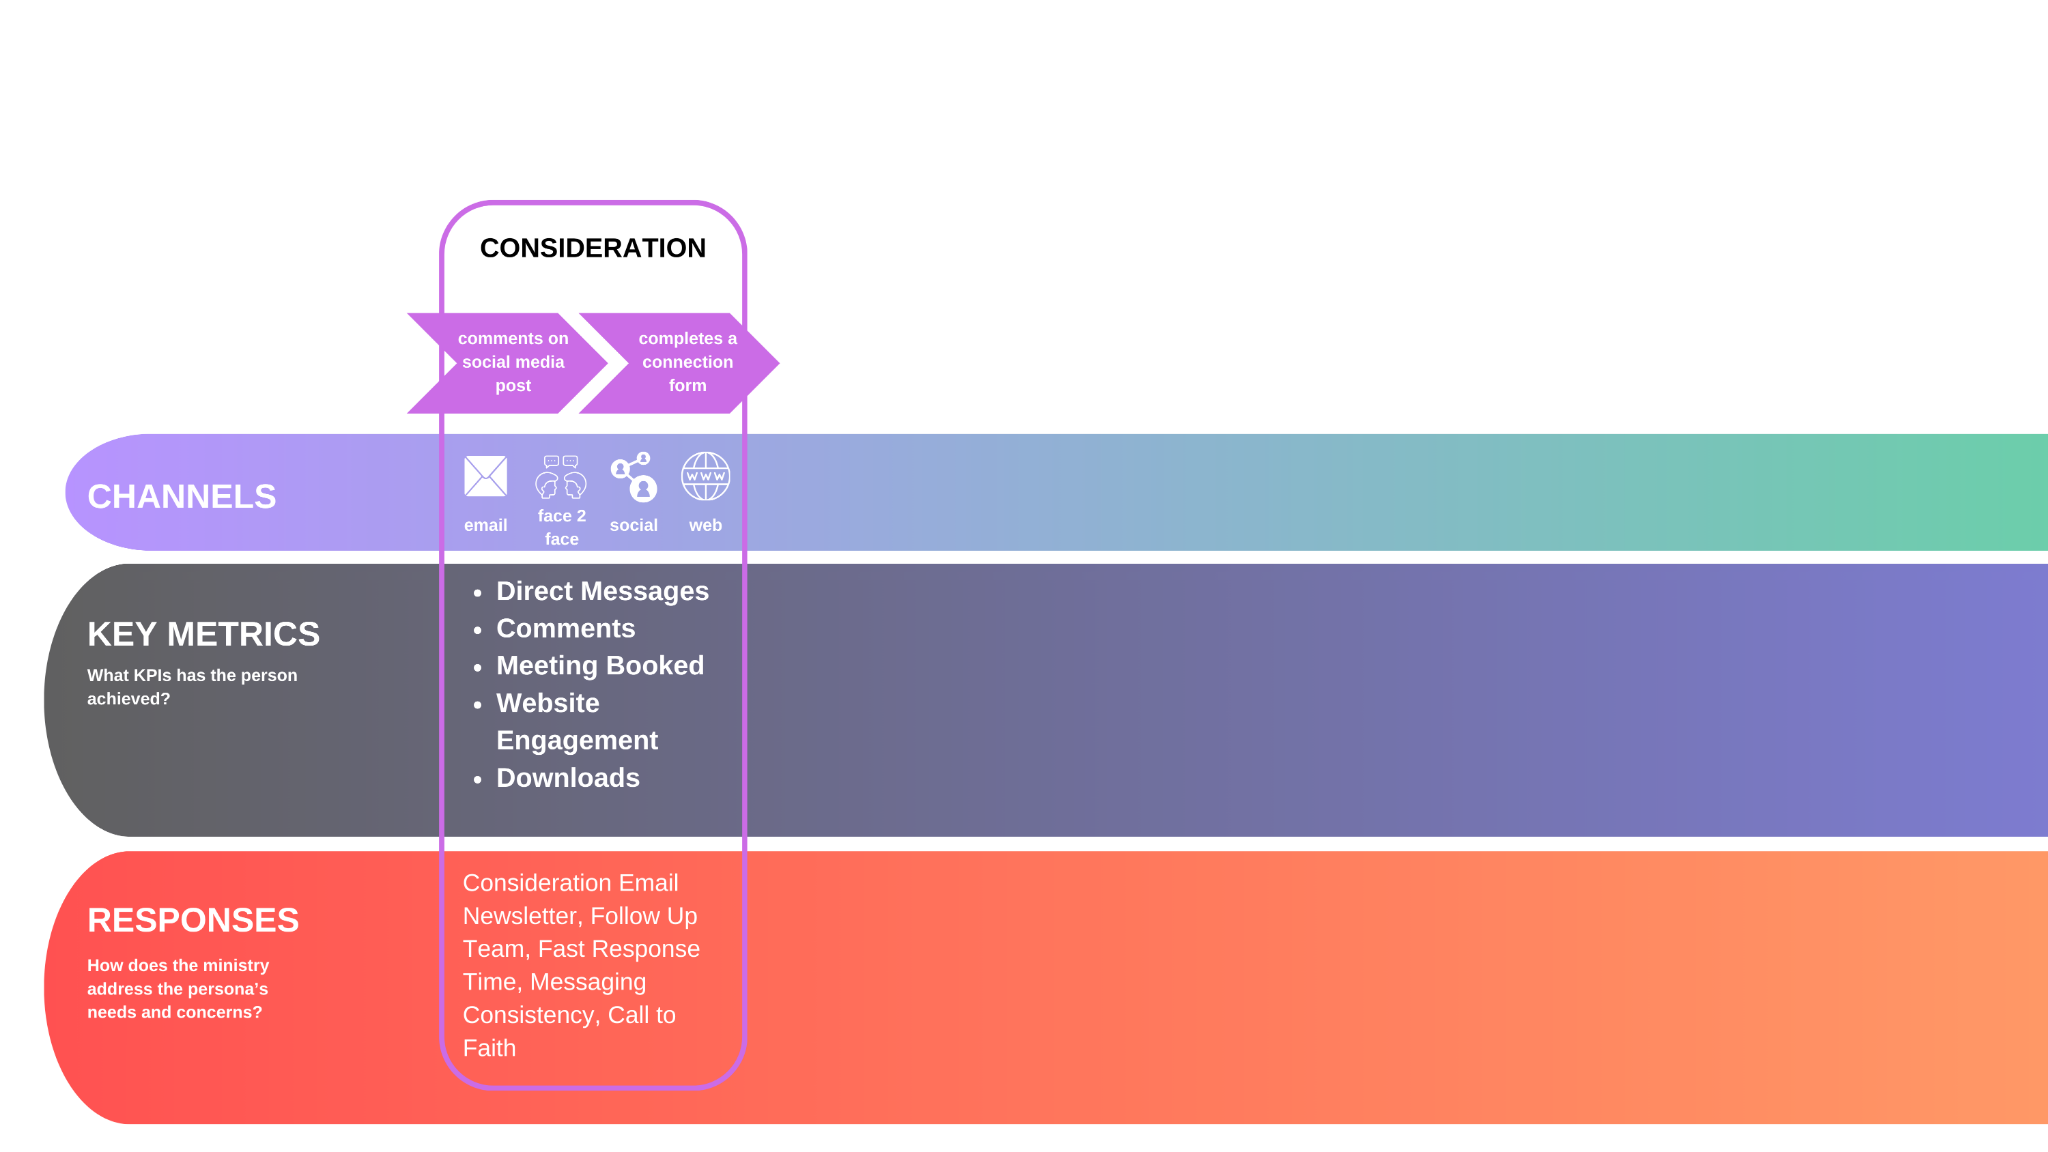 CONSIDERATION
comments on
social media
post
completes a
connection
form
CHANNELS
email
face 2
face
social
WWW
web
KEY METRICS
What KPIs has the person
achieved?
• Direct Messages
• Comments
• Meeting Booked
• Website
Engagement
• Downloads
RESPONSES
How does the ministry
address the persona’s
needs and concerns?
Consideration Email
Newsletter, Follow Up
Team, Fast Response
Time, Messaging
Consistency, Call to
Faith